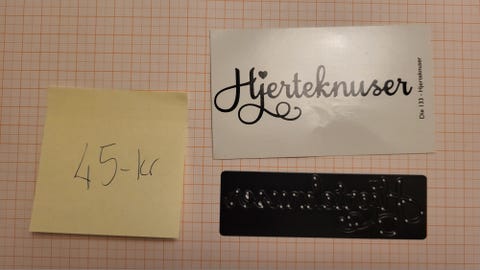 45-kr
Hjerteknuser
Die 133 - Hjerteknuser